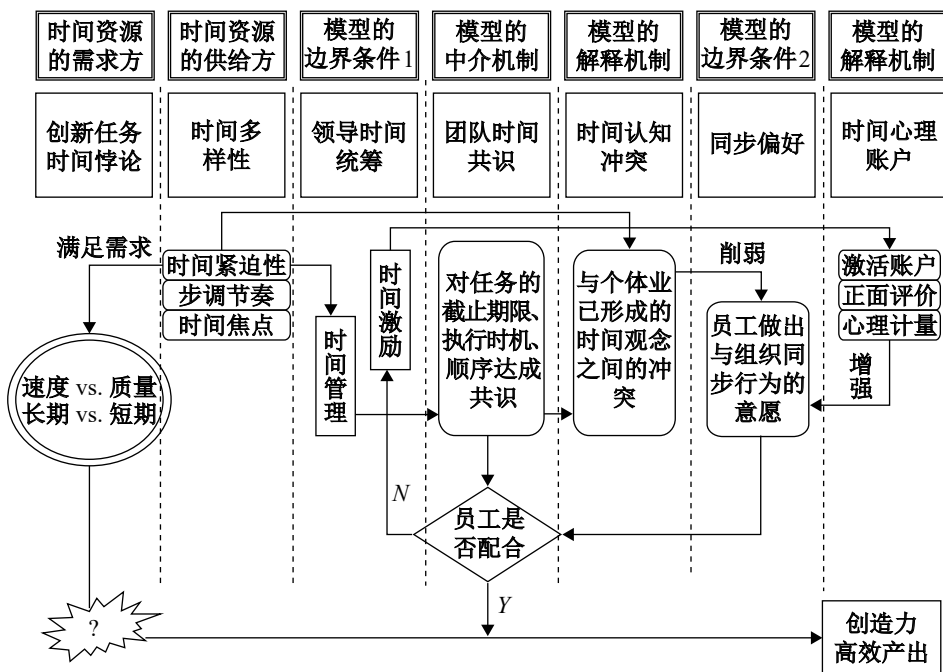 时间资源
的需求方
时间资源
的供给方
模型的
边界条件1
模型的
中介机制
模型的
解释机制
模型的
边界条件2
模型的
解释机制
创新任务
时间悖论
时间多
样性
领导时间
统筹
团队时间
共识
时间认知
冲突
同步偏好
时间心理
账户
满足需求
时间紧迫性
步调节奏
时间焦点
时间管理
时间激励
对任务的
截止期限、
执行时机、
顺序达成
共识
与个体业
已形成的
时间观念
之间的冲
突
削弱
员工做出
与组织同
步行为的
意愿
激活账户
正面评价
心理计量
增强
速度 vs. 质量
长期 vs. 短期
N
员工是
否配合
Y
?
创造力
高效产出